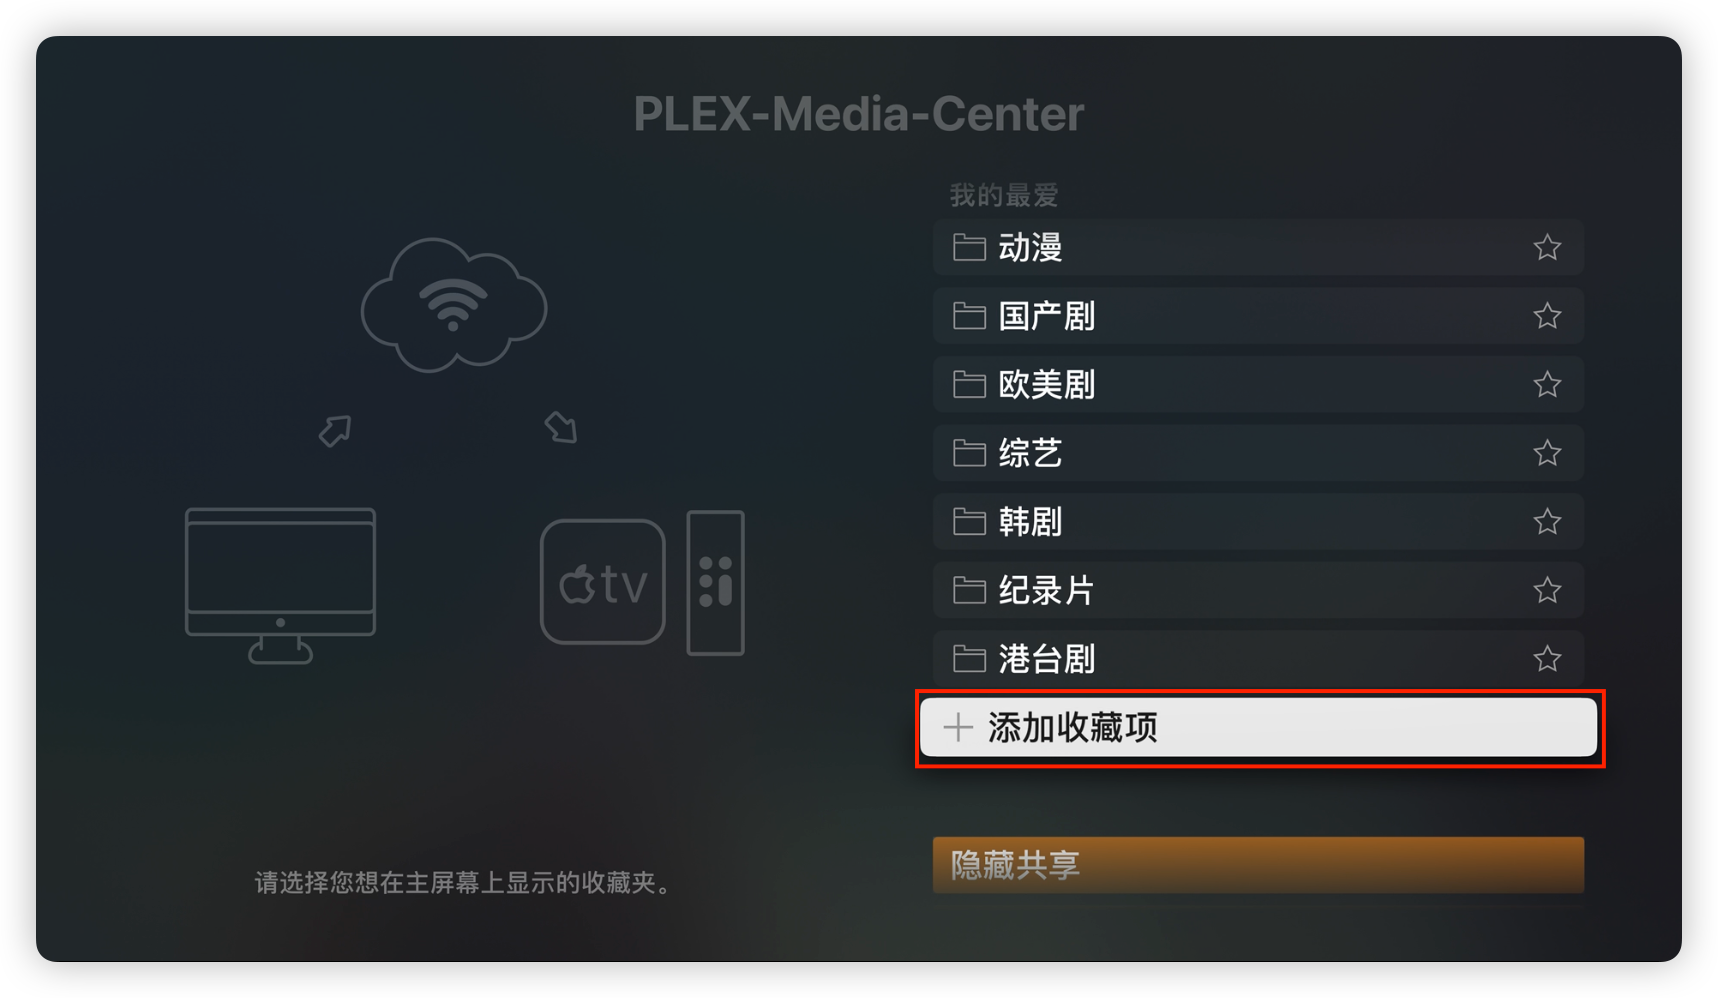 PLEX-Media-Center
我的最爱
动漫
国产剧
欧美剧
综艺
韩剧
纪录片
港台剧
添加收藏项
隐藏共享
tv
请选择您想在主屏幕上显示的收藏夹。